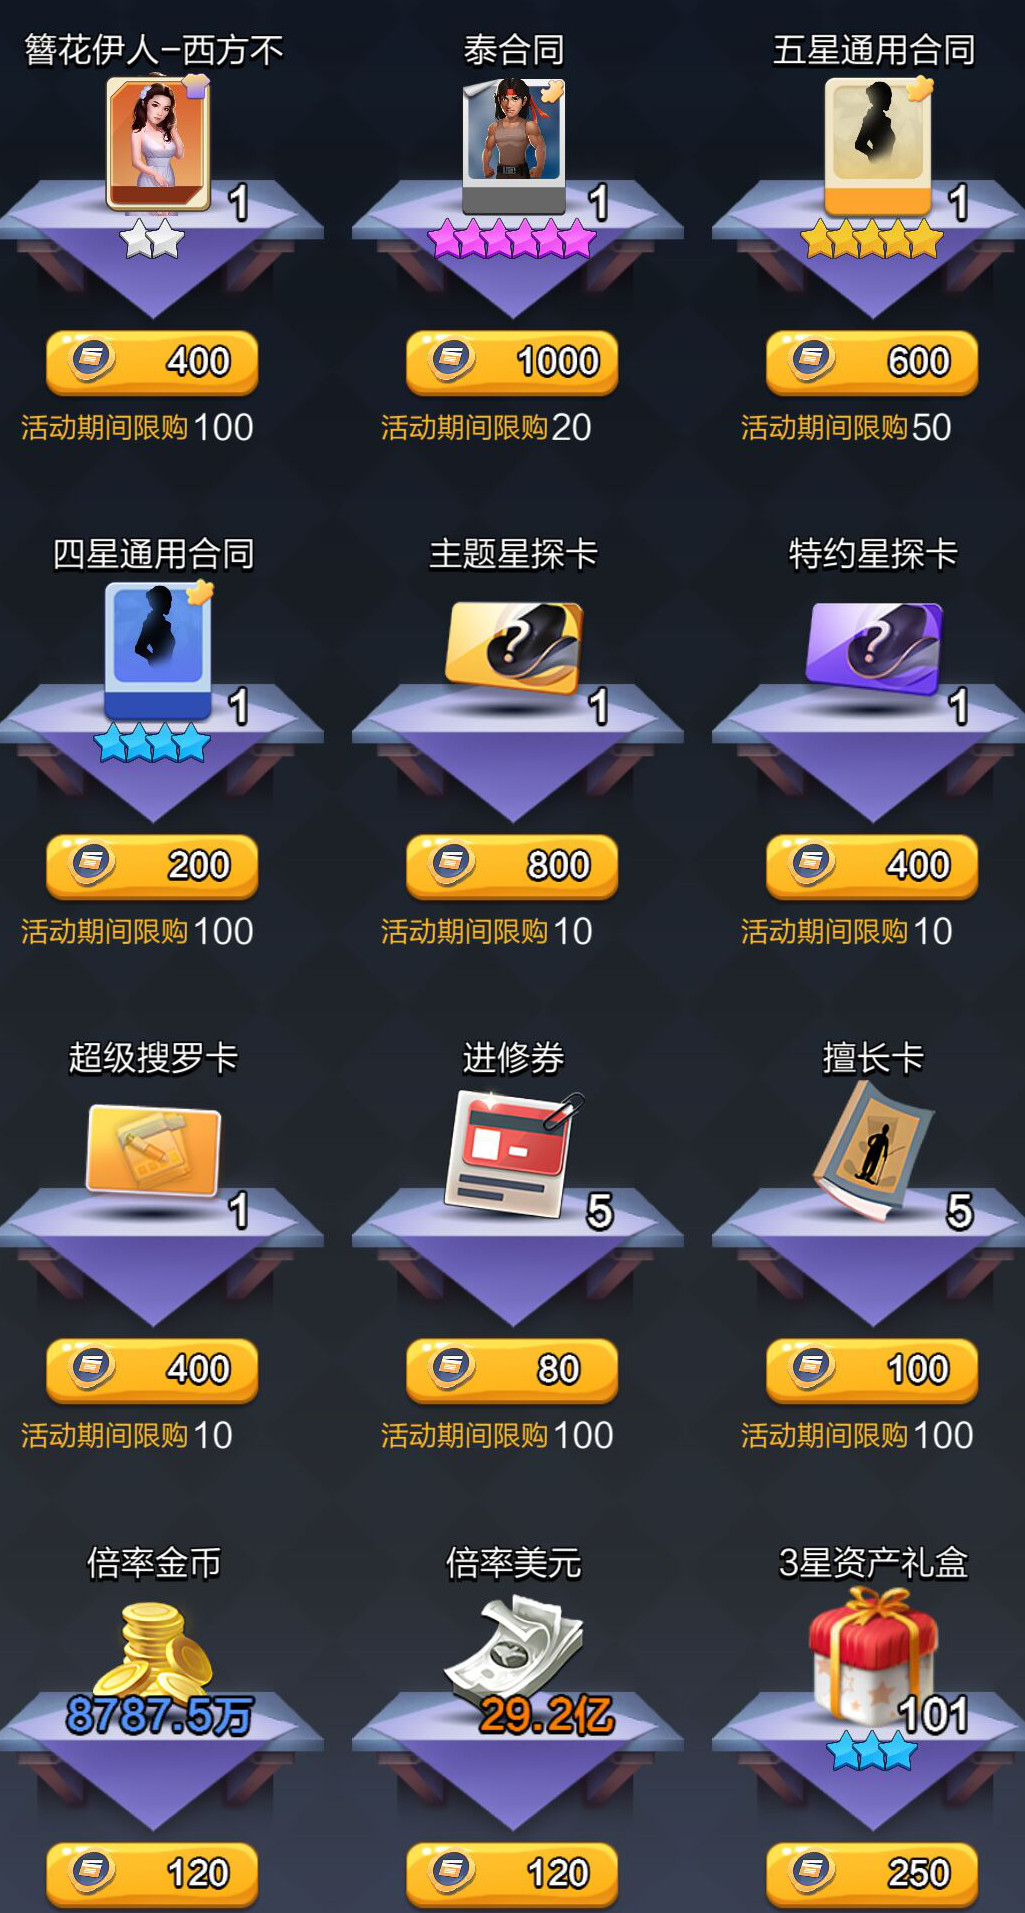 簪花伊人-西方不
泰合同
五星通用合同
1
1
1
400
1000
600
活动期间限购100
活动期间限购20
活动期间限购50
四星通用合同
主题星探卡
特约星探卡
?
?
1
1
1
200
800
400
活动期间限购100
活动期间限购10
活动期间限购10
超级搜罗卡
进修券
擅长卡
1
5
5
400
80
100
活动期间限购10
活动期间限购100
活动期间限购100
倍率金币
倍率美元
3星资产礼盒
8787.5万
29.2亿
101
120
120
250